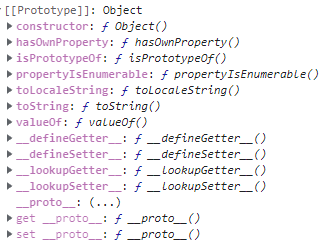 [[Prototype]]: Object
constructor: ƒ Object()
hasOwnProperty: ƒ hasOwnProperty()
isPrototypeOf: ƒ isPrototypeOf()
propertyIsEnumerable: ƒ propertyIsEnumerable()
toLocaleString: ƒ toLocaleString()
toString: ƒ toString()
valueOf: ƒ valueOf()
__defineGetter__: ƒ __defineGetter__()
__defineSetter__: ƒ __defineSetter__()
__lookupGetter__: ƒ __lookupGetter__()
__lookupSetter__: ƒ __lookupSetter__()
__proto__: (...)
get __proto__: ƒ __proto__()
set __proto__: ƒ __proto__()